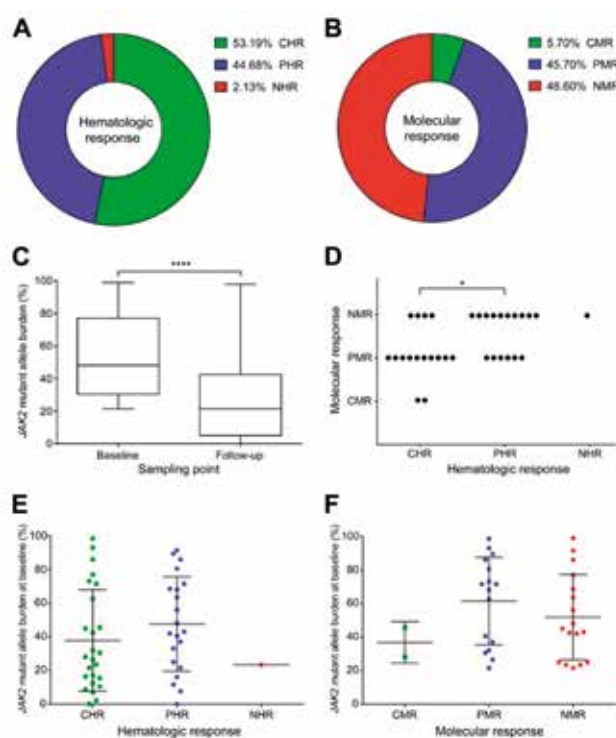 A
53.19% CHR
44.68% PHR
2.13% NHR
Hematologic
response
B
5.70% CMR
45.70% PMR
48.60% NMR
Molecular
response
C
****
JAK2 mutant allele burden (%)
100
80
60
40
20
0
Baseline
Follow-up
Sampling point
D
*
Molecular response
NMR
PMR
CMR
CHR
PHR
NHR
Hematologic response
E
JAK2 mutant allele burden at baseline (%)
100
80
60
40
20
0
CHR
PHR
NHR
Hematologic response
F
JAK2 mutant allele burden at baseline (%)
100
80
60
40
20
0
CMR
PMR
NMR
Molecular response